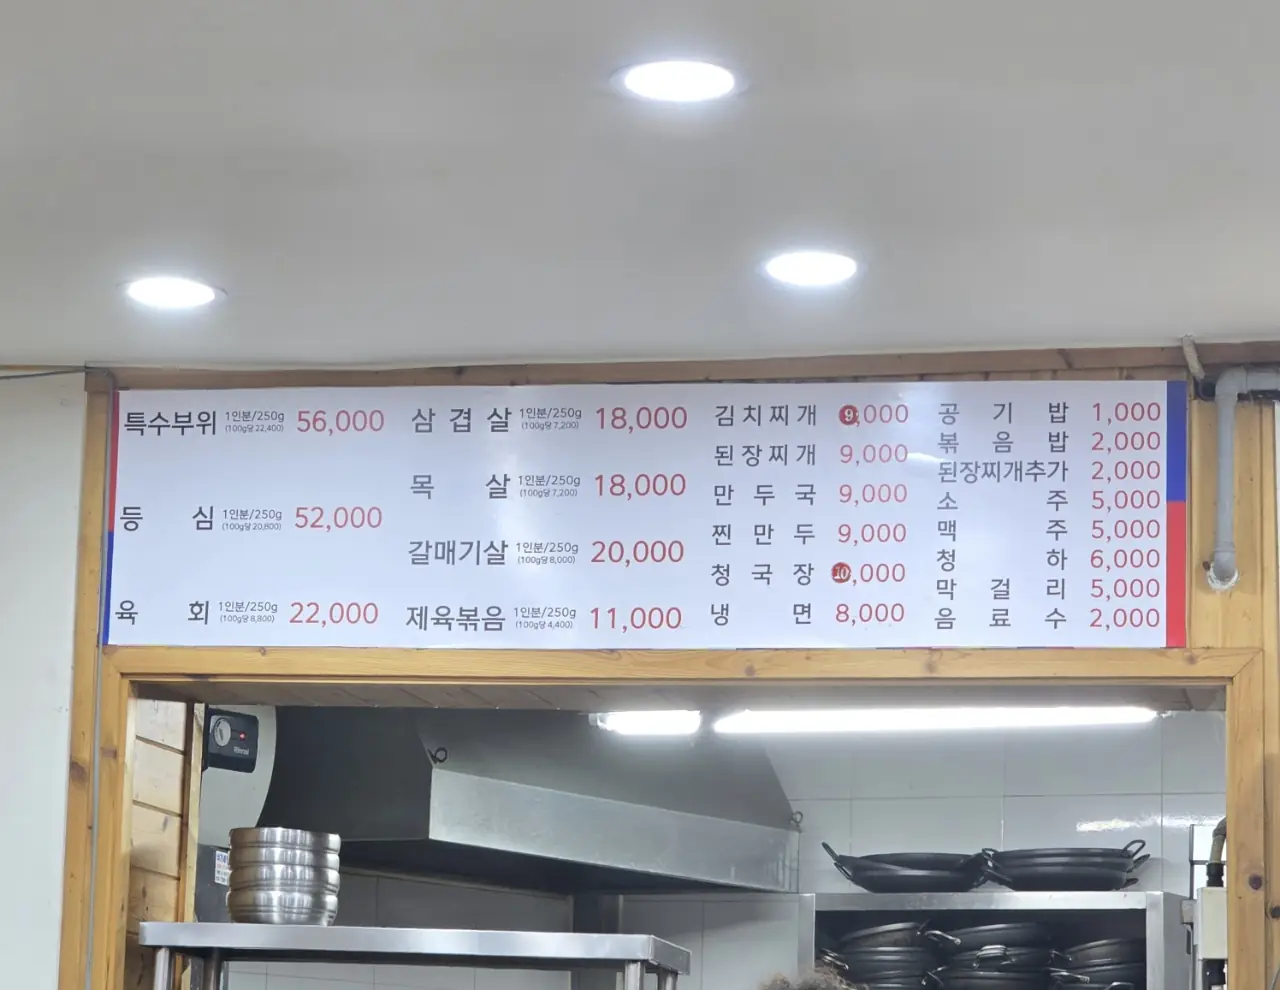 특수부위 1인분/250g (100g당 22,400) 56,000
등심 1인분/250g (100g당 20,800) 52,000
육회 1인분/250g (100g당 8,800) 22,000
삼겹살 1인분/250g (100g당 7,200) 18,000
목살 1인분/250g (100g당 7,200) 18,000
갈매기살 1인분/250g (100g당 8,000) 20,000
제육볶음 1인분/250g (100g당 4,400) 11,000
김치찌개 9,000
된장찌개 9,000
만두국 9,000
찐만두 9,000
청국장 10,000
냉면 8,000
공기밥 1,000
볶음밥 2,000
된장찌개추가 2,000
소주 5,000
맥주 5,000
청하 6,000
막걸리 5,000
음료수 2,000
Rinnai